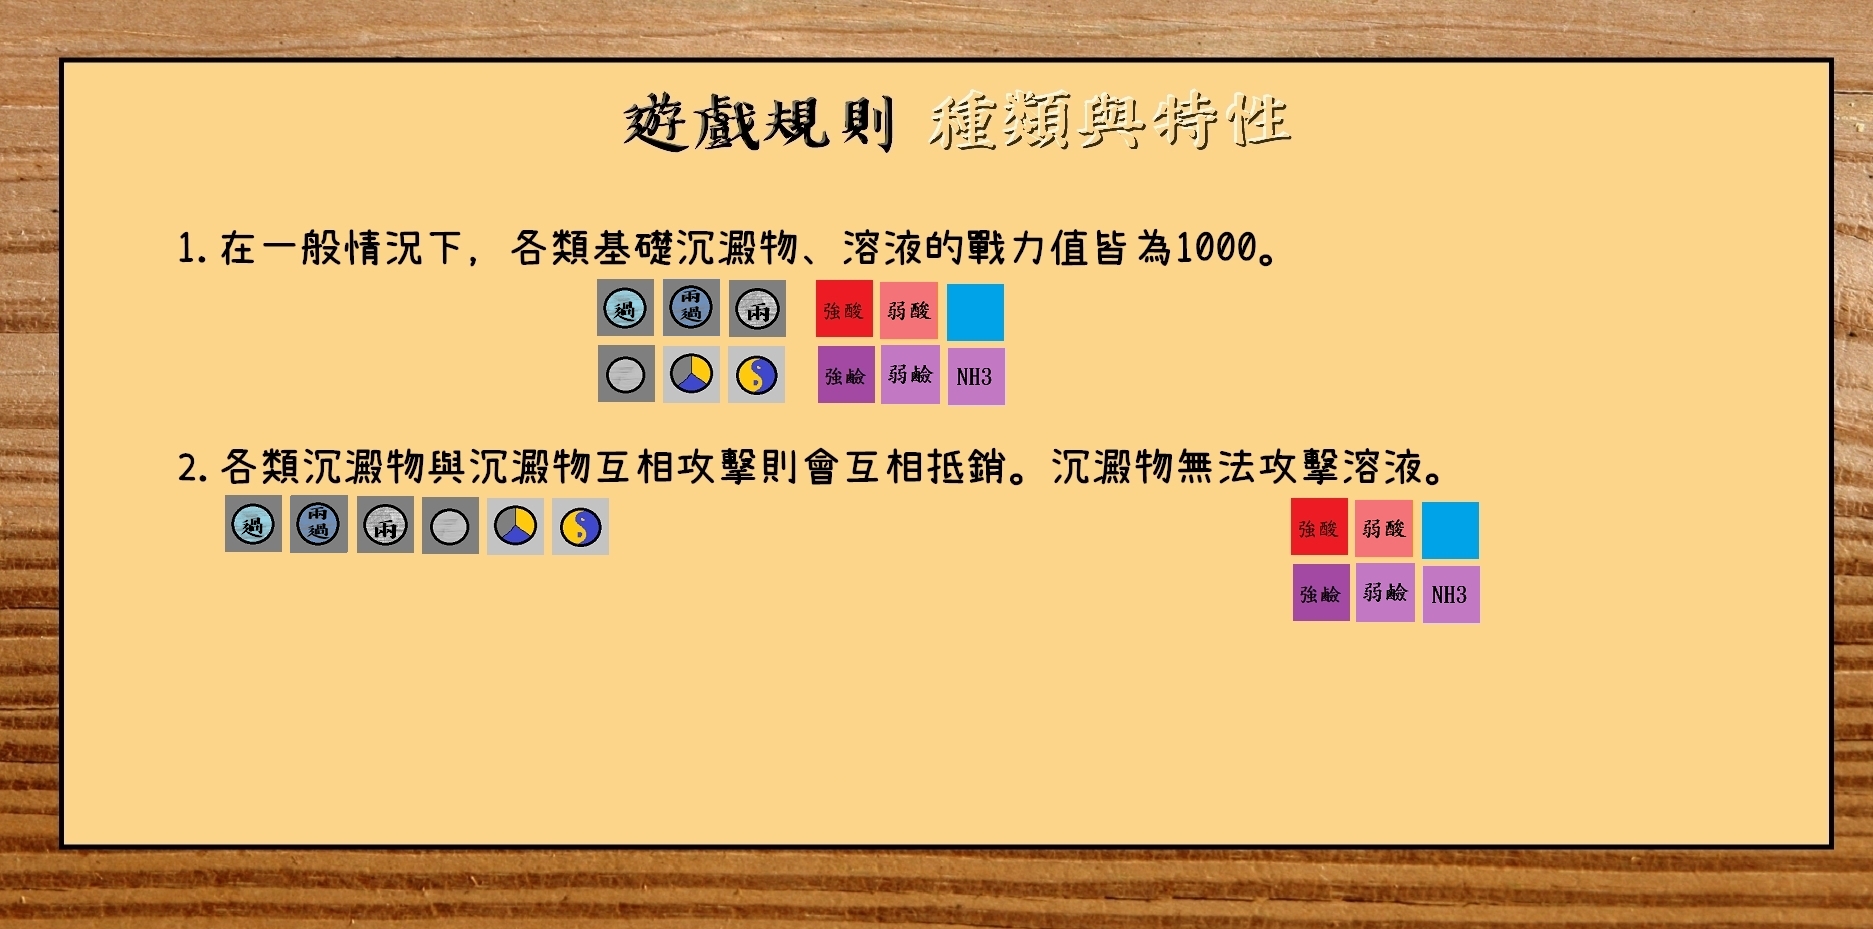 遊戲規則 種類與特性
1. 在一般情況下，各類基礎沉澱物、溶液的戰力值皆為1000。
過 兩過 兩 強酸 弱酸
強鹼 弱鹼 NH3
2. 各類沉澱物與沉澱物互相攻擊則會互相抵銷。沉澱物無法攻擊溶液。
過 兩過 兩 強酸 弱酸
強鹼 弱鹼 NH3